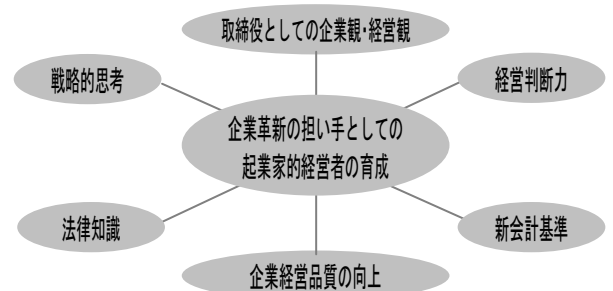 取締役としての企業観・経営観
戦略的思考
経営判断力
企業革新の担い手としての
起業家的経営者の育成
法律知識
新会計基準
企業経営品質の向上